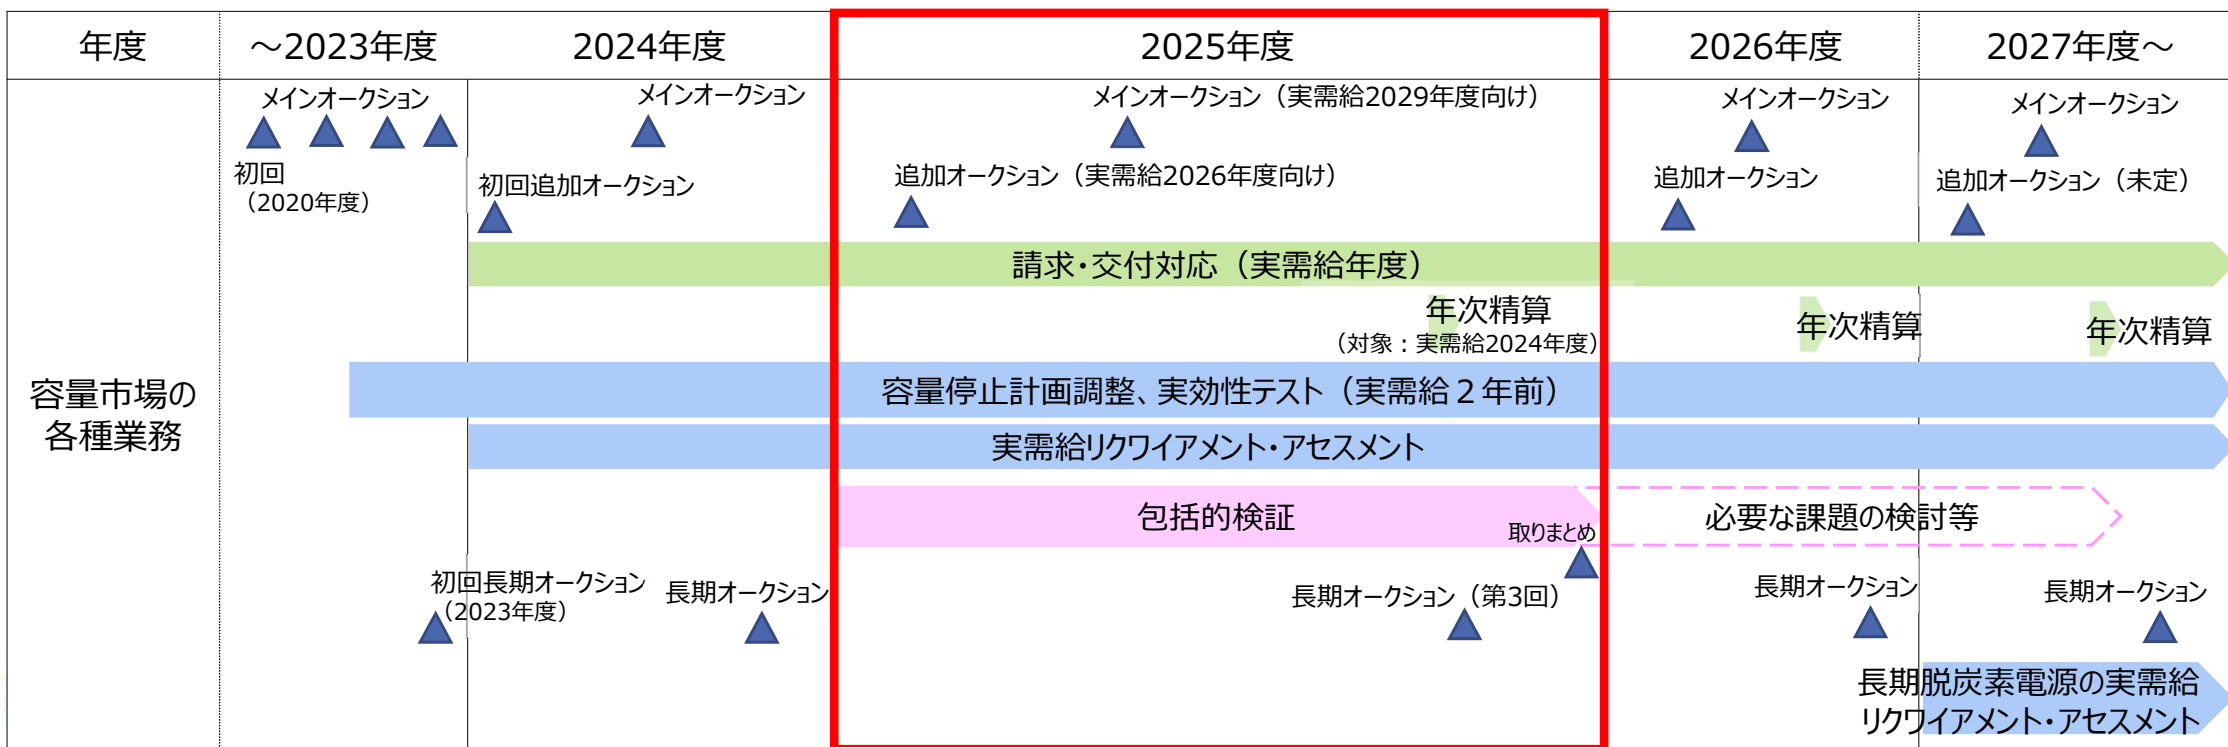 年度
～2023年度
2024年度
2025年度
2026年度
2027年度～
メインオークション
メインオークション
メインオークション（実需給2029年度向け）
メインオークション
メインオークション
初回
（2020年度）
初回追加オークション
追加オークション（実需給2026年度向け）
追加オークション
追加オークション（未定）
請求・交付対応（実需給年度）
年次精算
（対象：実需給2024年度）
年次精算
年次精算
容量市場の
各種業務
容量停止計画調整、実効性テスト（実需給２年前）
実需給リクワイアメント・アセスメント
包括的検証
取りまとめ
必要な課題の検討等
初回長期オークション
（2023年度）
長期オークション
長期オークション（第3回）
長期オークション
長期オークション
長期脱炭素電源の実需給
リクワイアメント・アセスメント